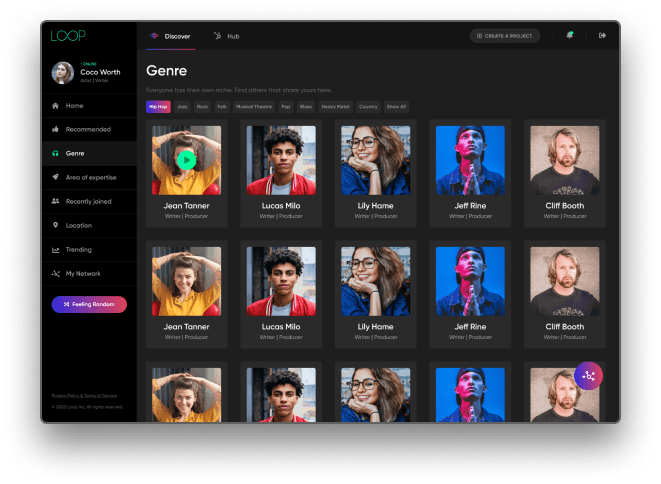 LOOP
Discover
Hub
CREATE A PROJECT
• ONLINE
Coco Worth
Artist | Writer
Home
Recommended
Genre
Area of expertise
Recently joined
Location
Trending
My Network
Feeling Random
Privacy Policy & Terms of Service
© 2020 Loop Inc. All rights reserved.
Genre
Everyone has their own niche. Find others that share yours here.
Hip Hop Jazz Rock Folk Musical Theatre Pop Blues Heavy Metal Country Show All
Jean Tanner Lucas Milo Lily Hame Jeff Rine Cliff Booth
Writer | Producer Writer | Producer Writer | Producer Writer | Producer Writer | Producer
Jean Tanner Lucas Milo Lily Hame Jeff Rine Cliff Booth
Writer | Producer Writer | Producer Writer | Producer Writer | Producer Writer | Producer